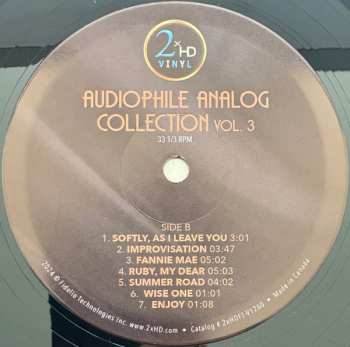 2xHD
VINYL
AUDIOPHILE ANALOG
COLLECTION VOL. 3
33 1/3 RPM
SIDE B
1. SOFTLY, AS I LEAVE YOU 3:01
2. IMPROVISATION 03:47
3. FANNIE MAE 05:02
4. RUBY, MY DEAR 05:03
5. SUMMER ROAD 04:02
6. WISE ONE 01:01
7. ENJOY 01:08
2024 © Fidelio Technologies Inc. www.2xHD.com - Catalog # 2xHDFT-V1260
Made in Canada